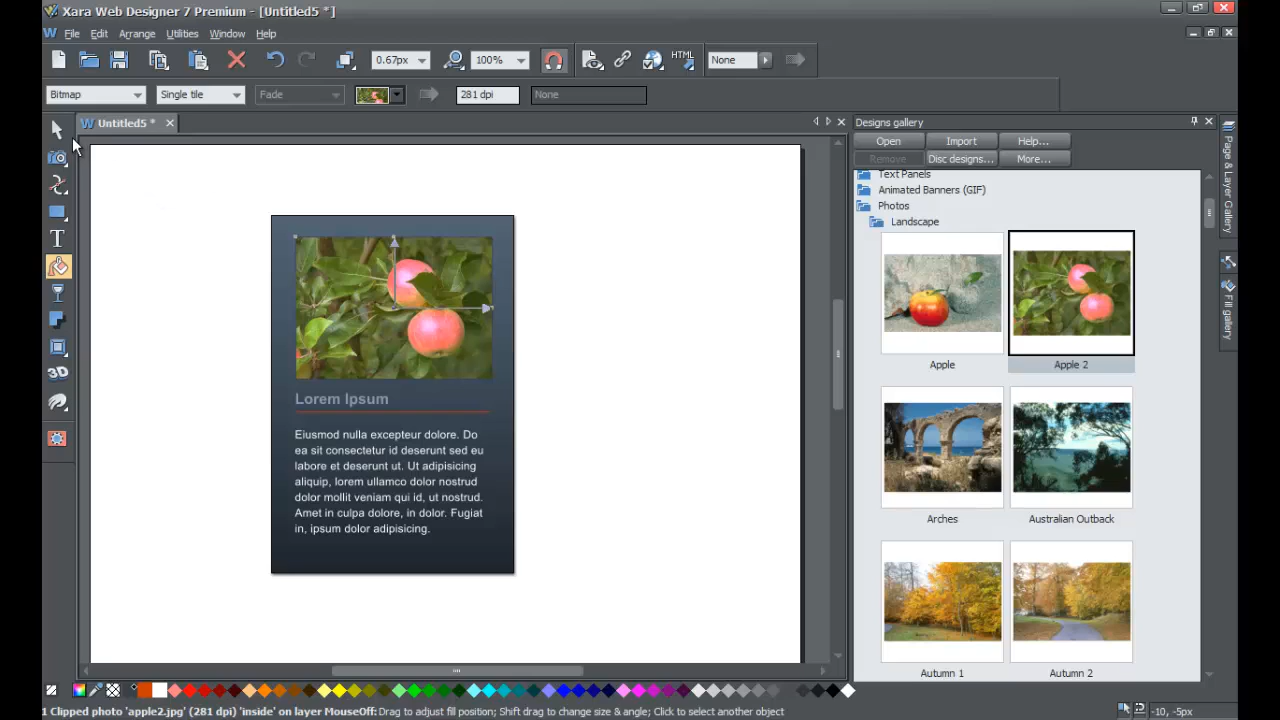 Xara Web Designer 7 Premium - [Untitled5 *]
File Edit Arrange Utilities Window Help
0.67px 100% HTML None
Bitmap Single tile Fade 281 dpi None
Untitled5 *
Designs gallery
Open Import Help...
Remove Disc designs... More...
Text Panels
Animated Banners (GIF)
Photos
Landscape
Apple Apple 2
Arches Australian Outback
Autumn 1 Autumn 2
Page & Layer Gallery
Fill gallery
T
3D
Lorem Ipsum
Eiusmod nulla excepteur dolore. Do
ea sit consectetur id deserunt sed eu
labore et deserunt ut. Ut adipisicing
aliquip, lorem ullamco dolor nostrud
dolor mollit veniam qui id, ut nostrud.
Amet in culpa dolore, in dolor. Fugiat
in, ipsum dolor adipisicing.
1 Clipped photo 'apple2.jpg' (281 dpi) 'inside' on layer MouseOff: Drag to adjust fill position; Shift drag to change size & angle; Click to select another object
-10, -5px